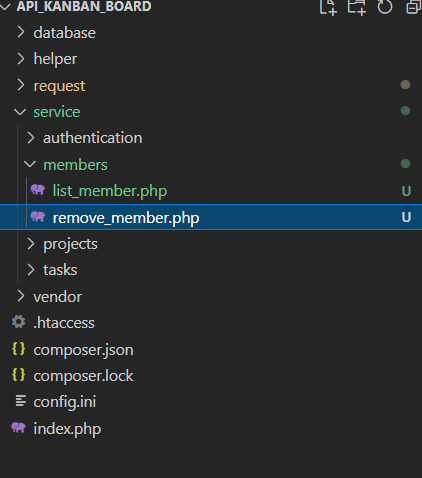 API_KANBAN_BOARD
database
helper
request
service
authentication
members
list_member.php U
remove_member.php U
projects
tasks
vendor
.htaccess
{} composer.json
{} composer.lock
config.ini
index.php